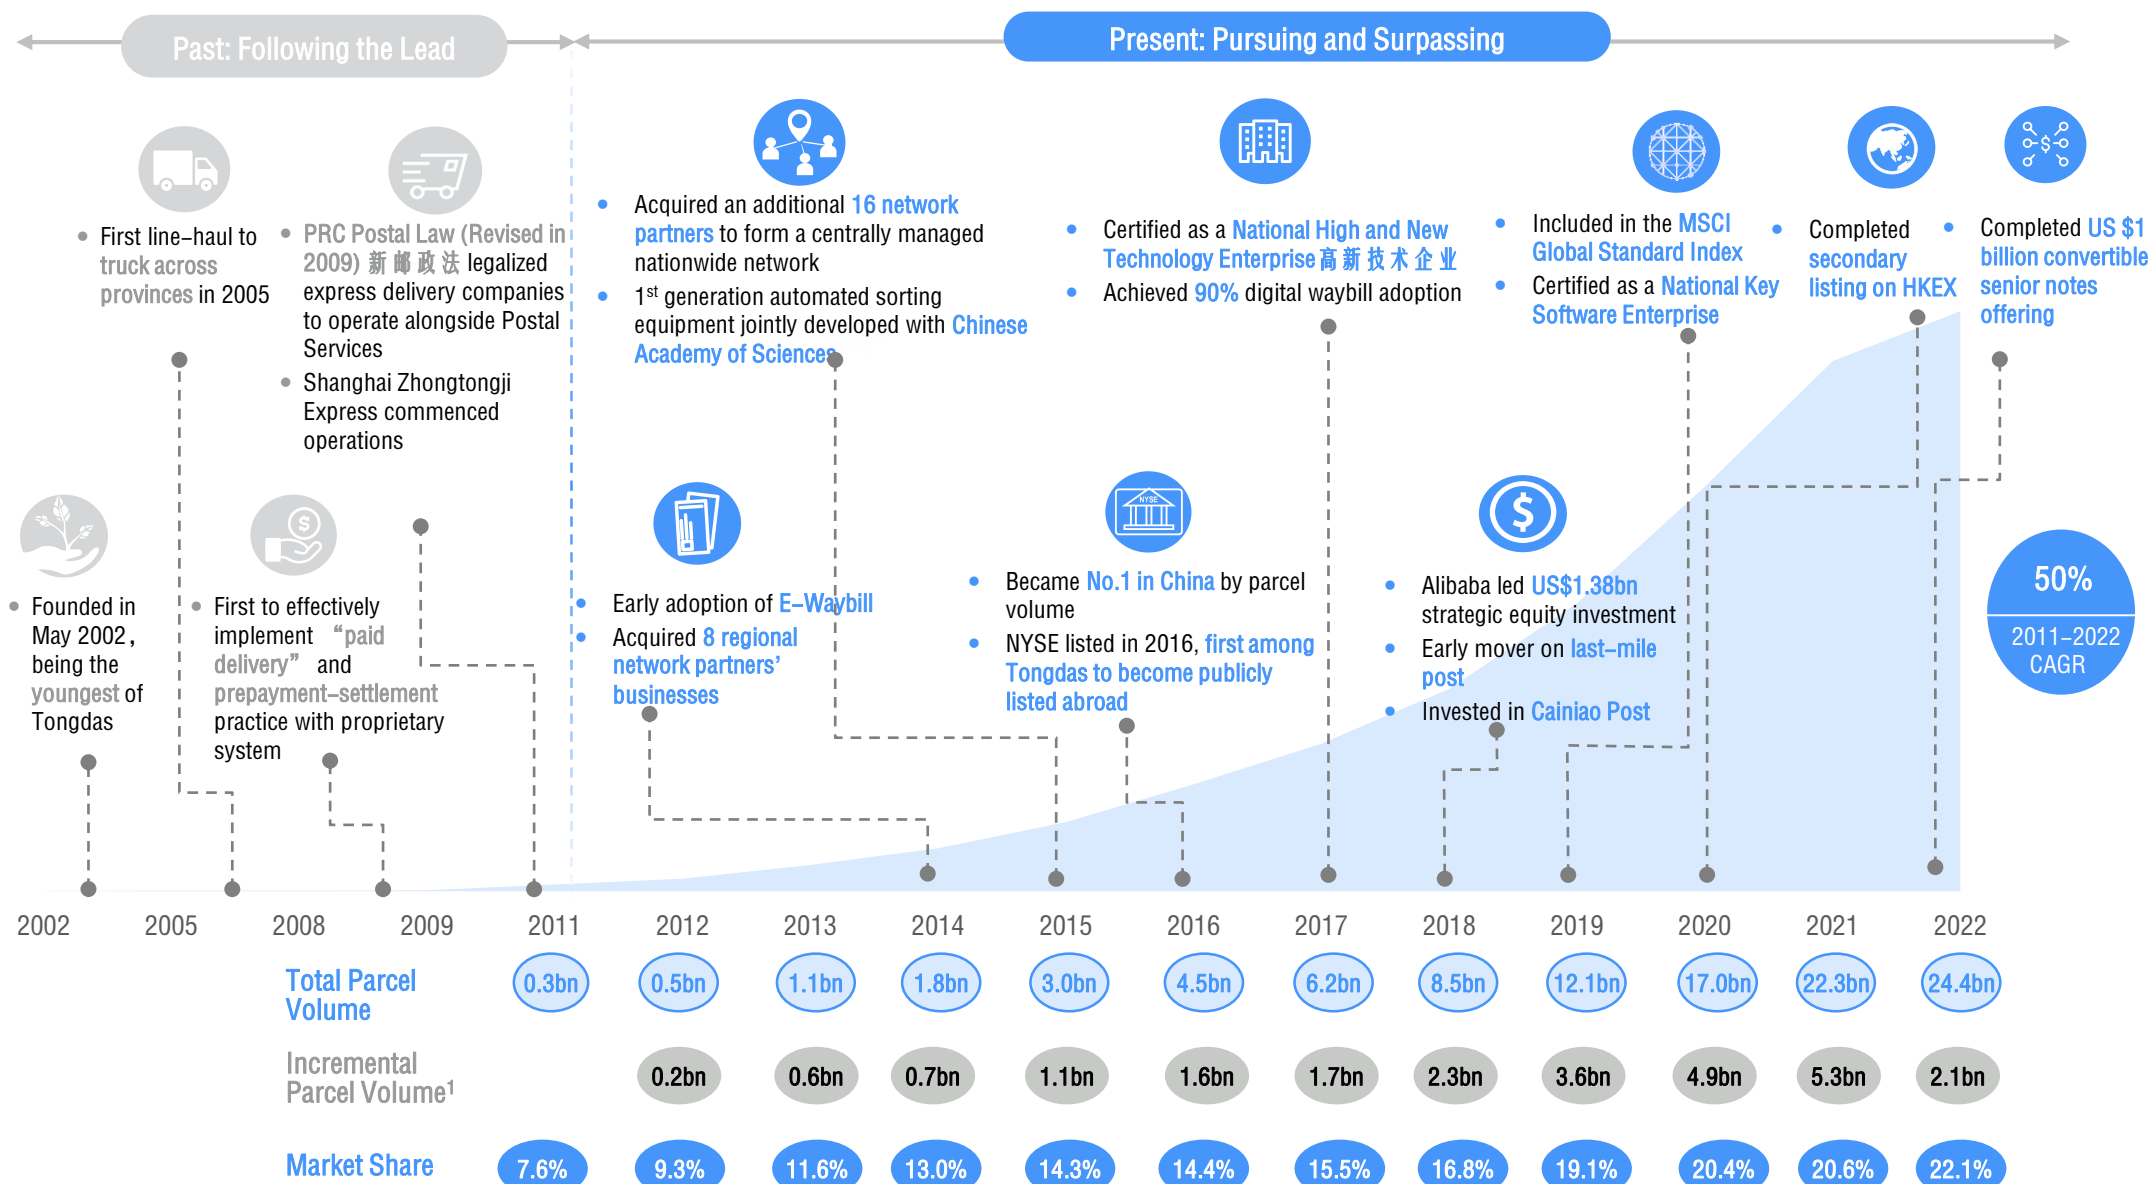 Past: Following the Lead
Present: Pursuing and Surpassing
• First line-haul to
truck across
provinces in 2005
• PRC Postal Law (Revised in
2009) 新邮政法 legalized
express delivery companies
to operate alongside Postal
Services
• Shanghai Zhongtongji
Express commenced
operations
• Acquired an additional 16 network
partners to form a centrally managed
nationwide network
• 1st generation automated sorting
equipment jointly developed with Chinese
Academy of Sciences
• Certified as a National High and New
Technology Enterprise高新技术企业
• Achieved 90% digital waybill adoption
• Included in the MSCI
Global Standard Index
• Certified as a National Key
Software Enterprise
• Completed
secondary
listing on HKEX
$
• Completed US $1
billion convertible
senior notes
offering
• Founded in
May 2002,
being the
youngest of
Tongdas
$
• First to effectively
implement “paid
delivery” and
prepayment-settlement
practice with proprietary
system
• Early adoption of E-Waybill
• Acquired 8 regional
network partners’
businesses
NYSE
• Became No.1 in China by parcel
volume
• NYSE listed in 2016, first among
Tongdas to become publicly
listed abroad
$
• Alibaba led US$1.38bn
strategic equity investment
• Early mover on last-mile
post
• Invested in Cainiao Post
50%
2011-2022
CAGR
2002 2005 2008 2009 2011 2012 2013 2014 2015 2016 2017 2018 2019 2020 2021 2022
Total Parcel
Volume
0.3bn 0.5bn 1.1bn 1.8bn 3.0bn 4.5bn 6.2bn 8.5bn 12.1bn 17.0bn 22.3bn 24.4bn
Incremental
Parcel Volume1
0.2bn 0.6bn 0.7bn 1.1bn 1.6bn 1.7bn 2.3bn 3.6bn 4.9bn 5.3bn 2.1bn
Market Share 7.6% 9.3% 11.6% 13.0% 14.3% 14.4% 15.5% 16.8% 19.1% 20.4% 20.6% 22.1%